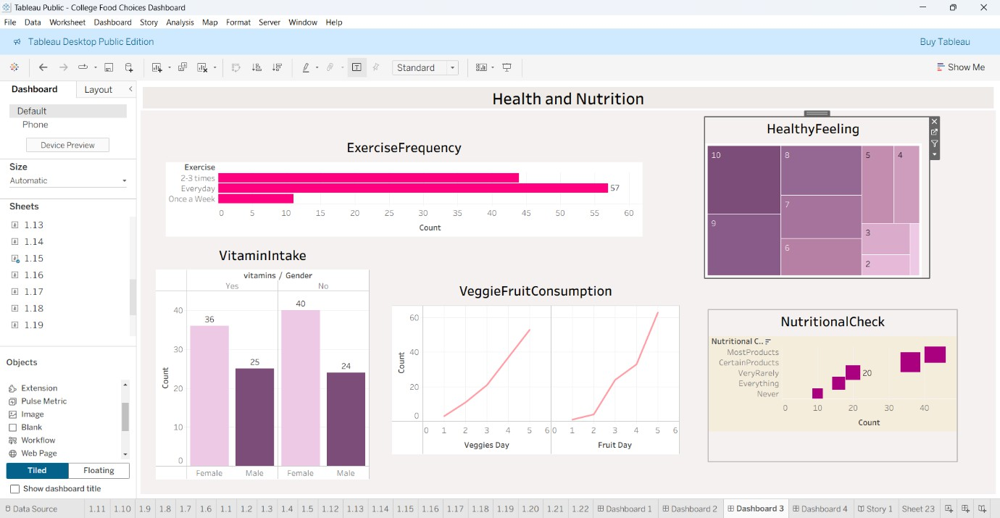 Tableau Public - College Food Choices Dashboard
File Data Worksheet Dashboard Story Analysis Map Format Server Window Help
Tableau Desktop Public Edition
Buy Tableau
Standard
Show Me
Dashboard
Layout
Default
Phone
Device Preview
Size
Automatic
Sheets
1.13
1.14
1.15
1.16
1.17
1.18
1.19
Objects
Extension
Pulse Metric
Image
Blank
Workflow
Web Page
Tiled
Floating
Show dashboard title
Health and Nutrition
ExerciseFrequency
Exercise
2-3 times
Everyday
57
Once a Week
0 5 10 15 20 25 30 35 40 45 50 55 60
Count
HealthyFeeling
10
8
5
4
7
9
3
6
2
VitaminIntake
vitamins / Gender
Yes
No
40
30
20
10
0
Count
36
25
40
24
Female
Male
Female
Male
VeggieFruitConsumption
60
40
20
0
Count
0 1 2 3 4 5 6
0 1 2 3 4 5 6
Veggies Day
Fruit Day
NutritionalCheck
Nutritional C..
MostProducts
CertainProducts
VeryRarely
20
Everything
Never
0 10 20 30 40
Count
Data Source 1.11 1.10 1.9 1.8 1.7 1.6 1.1 1.2 1.3 1.4 1.5 1.12 1.13 1.14 1.15 1.16 1.17 1.18 1.19 1.20 1.21 1.22 Dashboard 1 Dashboard 2 Dashboard 3 Dashboard 4 Story 1 Sheet 23